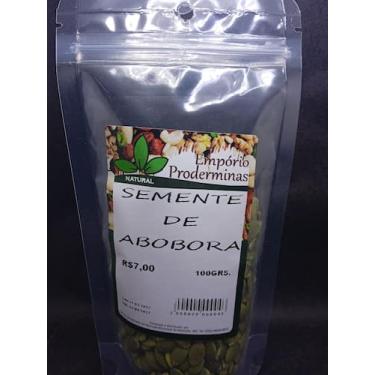 Empório
Proderminas
NATURAL
SEMENTE
DE
ABOBORA
R$7,00
100GRS.